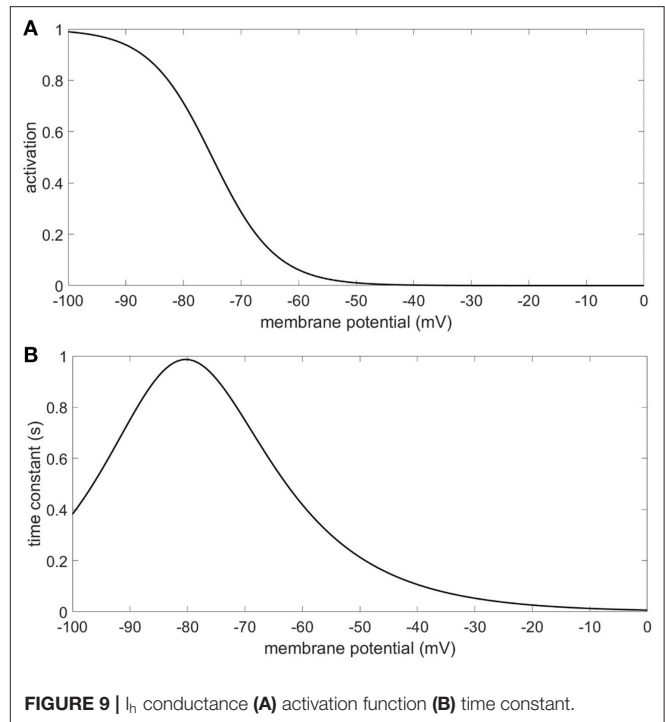 A
1
0.8
0.6
0.4
0.2
0
activation
-100 -90 -80 -70 -60 -50 -40 -30 -20 -10 0
membrane potential (mV)
B
1
0.8
0.6
0.4
0.2
0
time constant (s)
-100 -90 -80 -70 -60 -50 -40 -30 -20 -10 0
membrane potential (mV)
FIGURE 9 | Ih conductance (A) activation function (B) time constant.